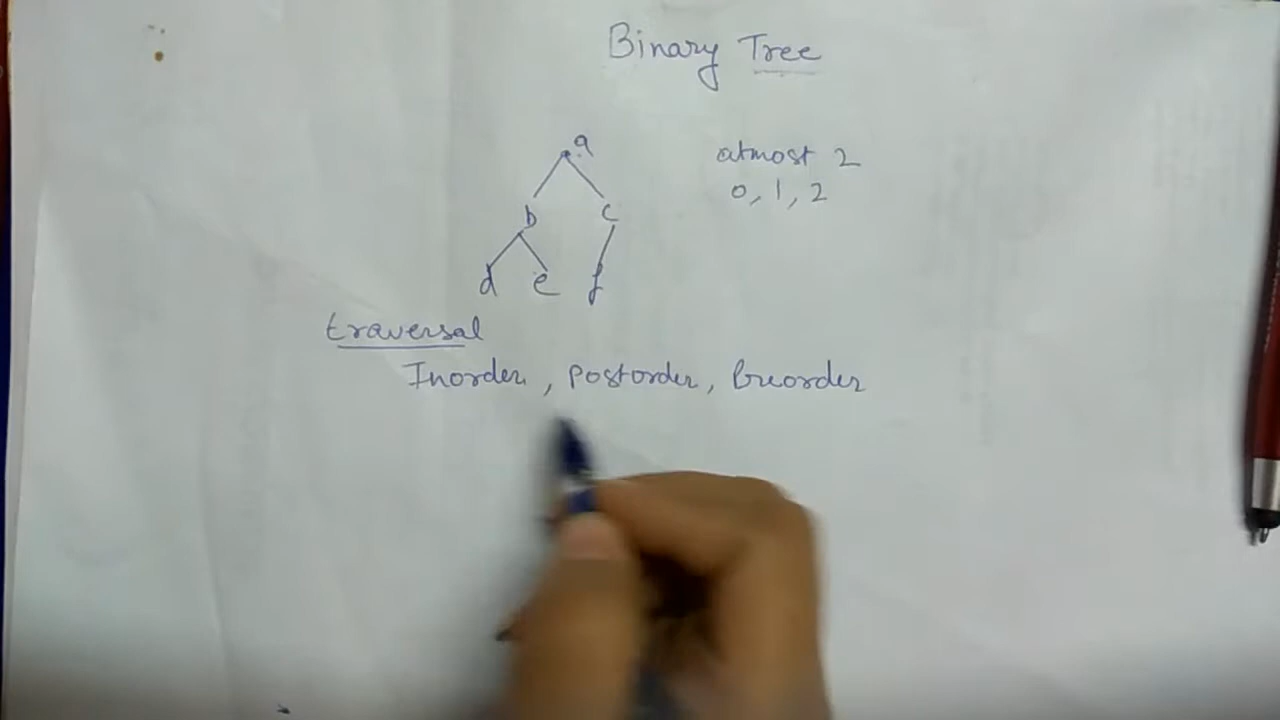 Binary Tree
a
atmost 2
0, 1, 2
b c
d e f
traversal
Inorder, postorder, Preorder